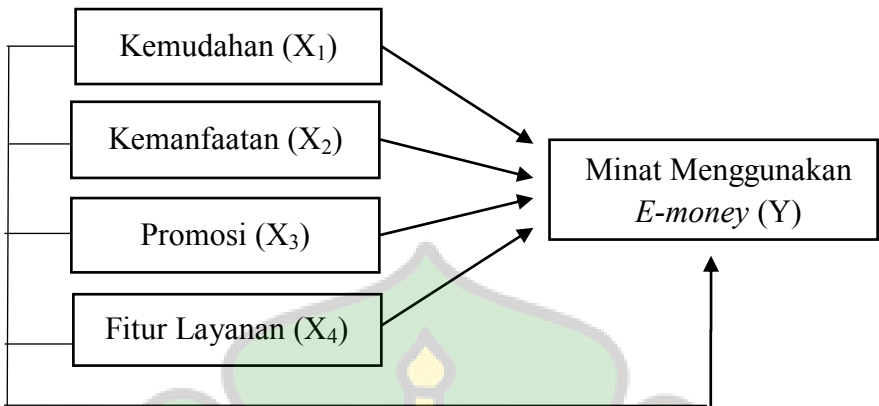 Kemudahan (X₁)
Kemanfaatan (X₂)
Promosi (X₃)
Fitur Layanan (X₄)
Minat Menggunakan
E-money (Y)